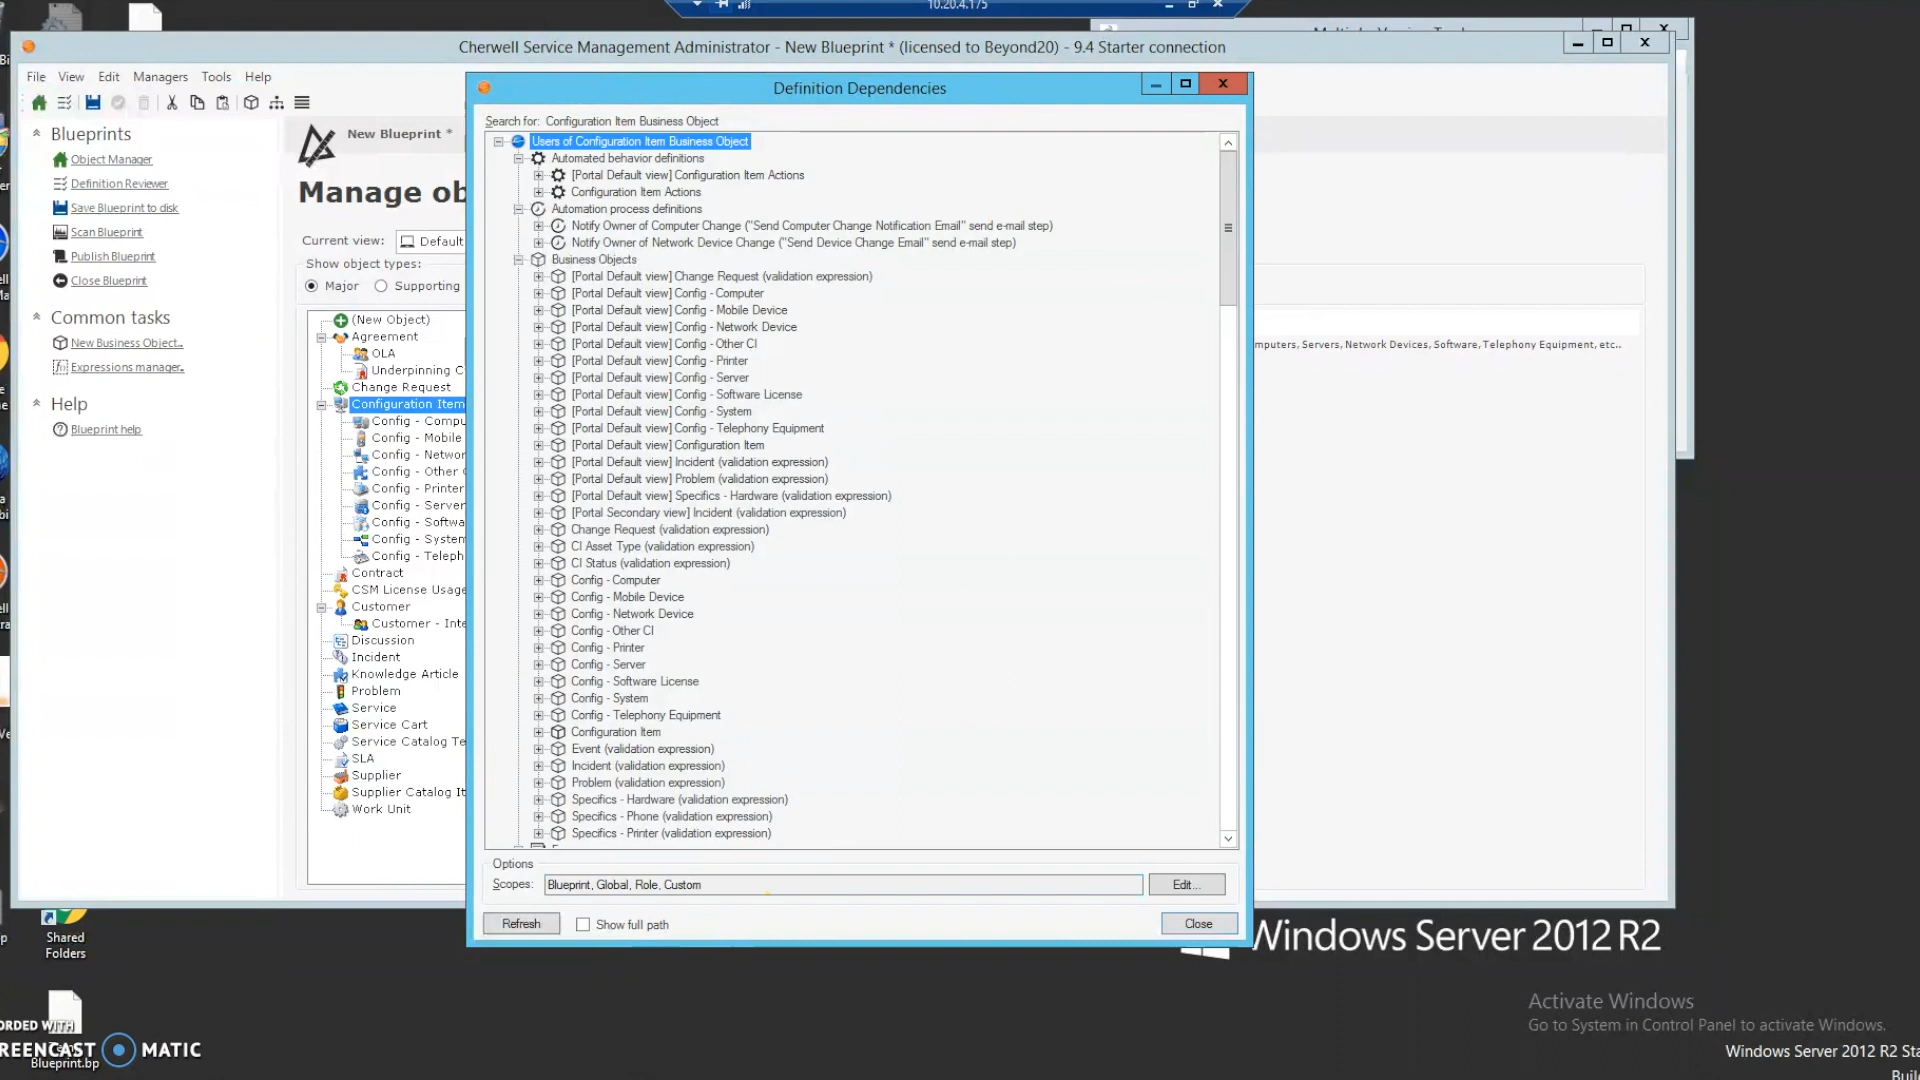 10.20.4.175
Cherwell Service Management Administrator - New Blueprint * (licensed to Beyond20) - 9.4 Starter connection
File View Edit Managers Tools Help
Blueprints
Object Manager
Definition Reviewer
Save Blueprint to disk
Scan Blueprint
Publish Blueprint
Close Blueprint
Common tasks
New Business Object...
Expressions manager...
Help
Blueprint help
New Blueprint *
Manage ob
Current view: Default
Show object types:
Major Supporting
(New Object)
Agreement
OLA
Underpinning C
Change Request
Configuration Item
Config - Compu
Config - Mobile
Config - Networ
Config - Other
Config - Printer
Config - Server
Config - Softwa
Config - System
Config - Teleph
Contract
CSM License Usage
Customer
Customer - Inte
Discussion
Incident
Knowledge Article
Problem
Service
Service Cart
Service Catalog Te
SLA
Supplier
Supplier Catalog It
Work Unit
Definition Dependencies
Search for: Configuration Item Business Object
Users of Configuration Item Business Object
Automated behavior definitions
[Portal Default view] Configuration Item Actions
Configuration Item Actions
Automation process definitions
Notify Owner of Computer Change ("Send Computer Change Notification Email" send e-mail step)
Notify Owner of Network Device Change ("Send Device Change Email" send e-mail step)
Business Objects
[Portal Default view] Change Request (validation expression)
[Portal Default view] Config - Computer
[Portal Default view] Config - Mobile Device
[Portal Default view] Config - Network Device
[Portal Default view] Config - Other CI
[Portal Default view] Config - Printer
[Portal Default view] Config - Server
[Portal Default view] Config - Software License
[Portal Default view] Config - System
[Portal Default view] Config - Telephony Equipment
[Portal Default view] Configuration Item
[Portal Default view] Incident (validation expression)
[Portal Default view] Problem (validation expression)
[Portal Default view] Specifics - Hardware (validation expression)
[Portal Secondary view] Incident (validation expression)
Change Request (validation expression)
CI Asset Type (validation expression)
CI Status (validation expression)
Config - Computer
Config - Mobile Device
Config - Network Device
Config - Other CI
Config - Printer
Config - Server
Config - Software License
Config - System
Config - Telephony Equipment
Configuration Item
Event (validation expression)
Incident (validation expression)
Problem (validation expression)
Specifics - Hardware (validation expression)
Specifics - Phone (validation expression)
Specifics - Printer (validation expression)
Options
Scopes: Blueprint, Global, Role, Custom Edit...
Refresh Show full path Close
mputers, Servers, Network Devices, Software, Telephony Equipment, etc..
Shared
Folders
Windows Server 2012 R2
Activate Windows
Go to System in Control Panel to activate Windows.
Windows Server 2012 R2 Sta
Buil
ORDED WITH
REENCAST MATIC
Blueprint.bp